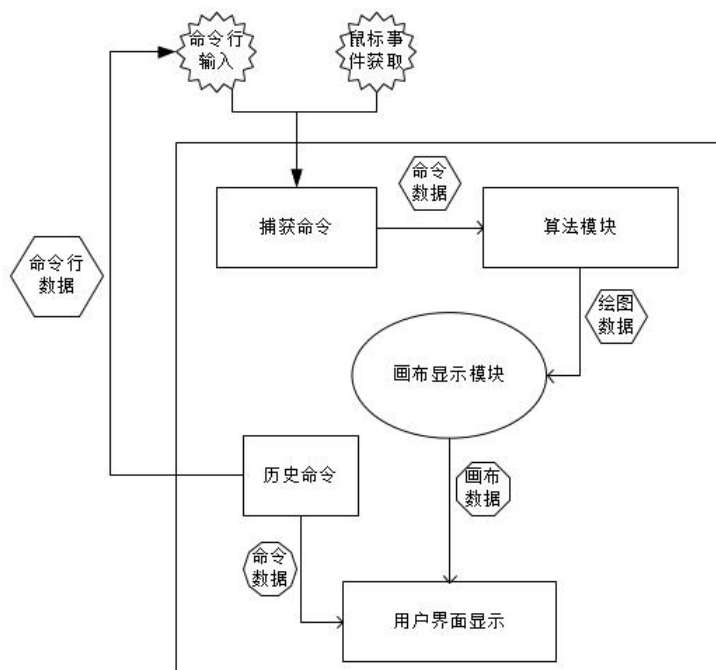 命令行
输入
鼠标事
件获取
命令
数据
捕获命令
算法模块
命令行
数据
绘图
数据
画布显示模块
历史命令
画布
数据
命令
数据
用户界面显示